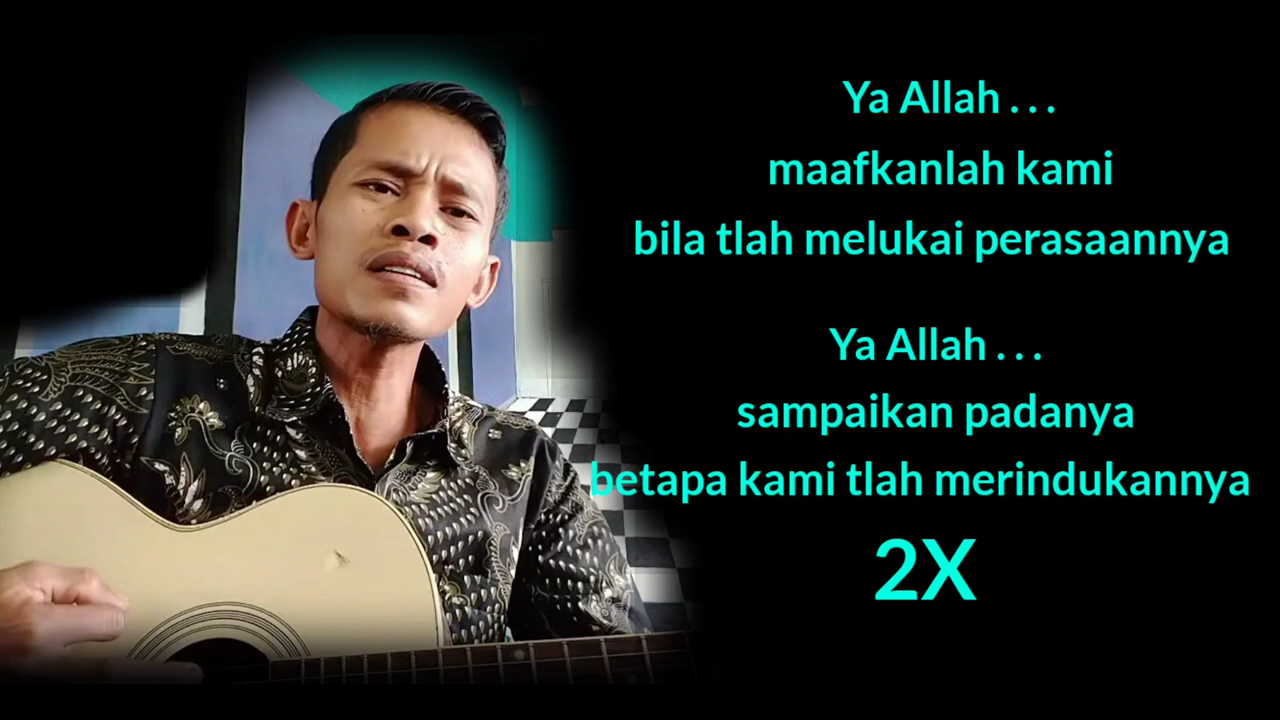 Ya Allah . . .
maafkanlah kami
bila tlah melukai perasaannya
Ya Allah . . .
sampaikan padanya
betapa kami tlah merindukannya
2X